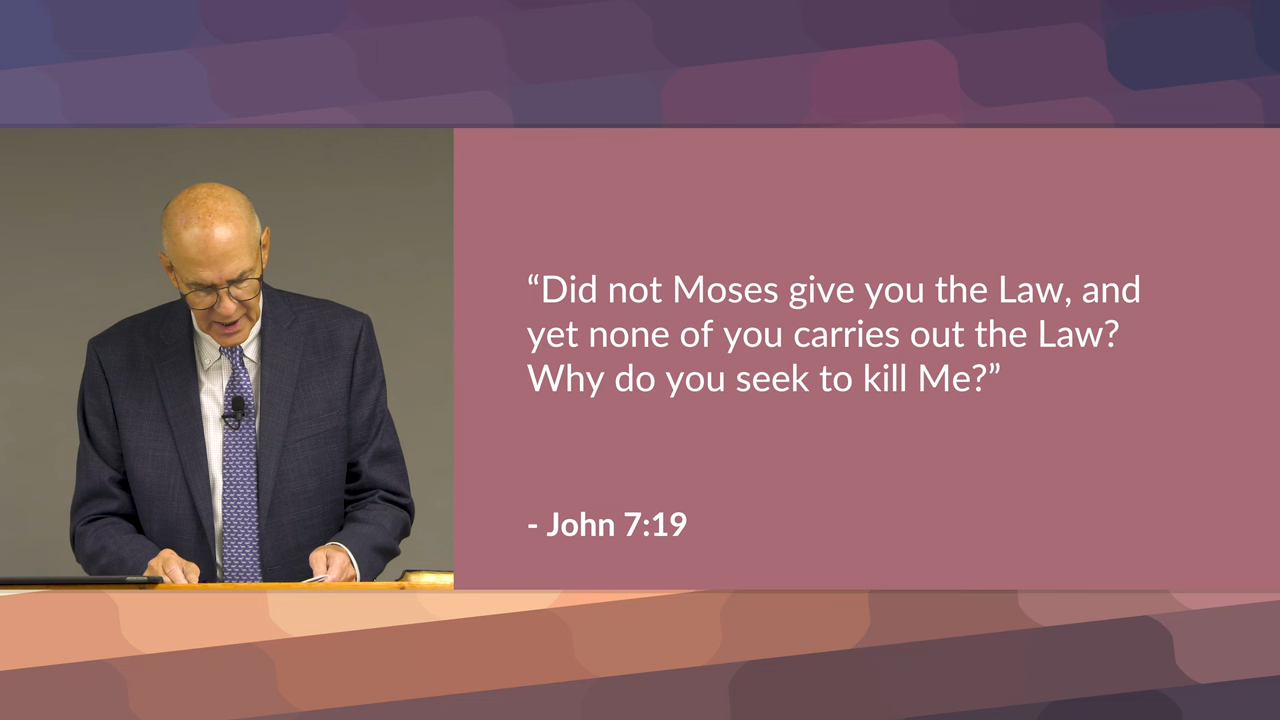 “Did not Moses give you the Law, and
yet none of you carries out the Law?
Why do you seek to kill Me?”
- John 7:19